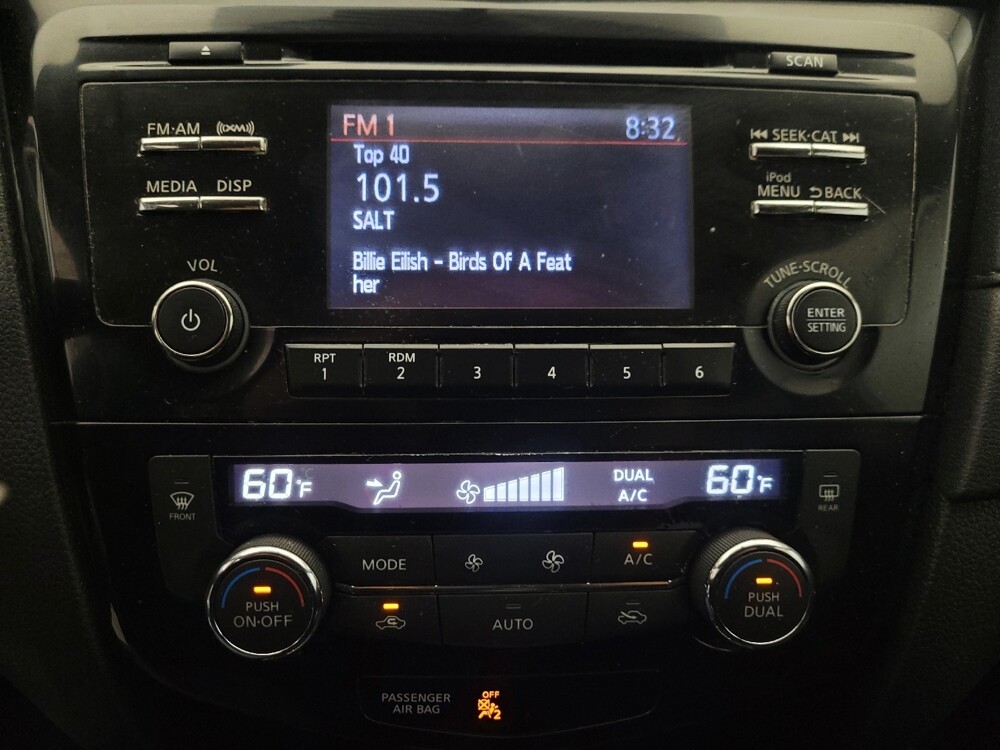 SCAN
FM·AM ((XM))
FM 1 8:32
SEEK·CAT
Top 40
101.5
MEDIA DISP
iPod
MENU BACK
SALT
Billie Eilish - Birds Of A Feat
her
VOL
TUNE·SCROLL
ENTER
SETTING
RPT
1
RDM
2
3
4
5
6
60°F
DUAL
A/C
60°F
FRONT
REAR
MODE
A/C
PUSH
ON·OFF
AUTO
PUSH
DUAL
PASSENGER
AIR BAG
OFF
2